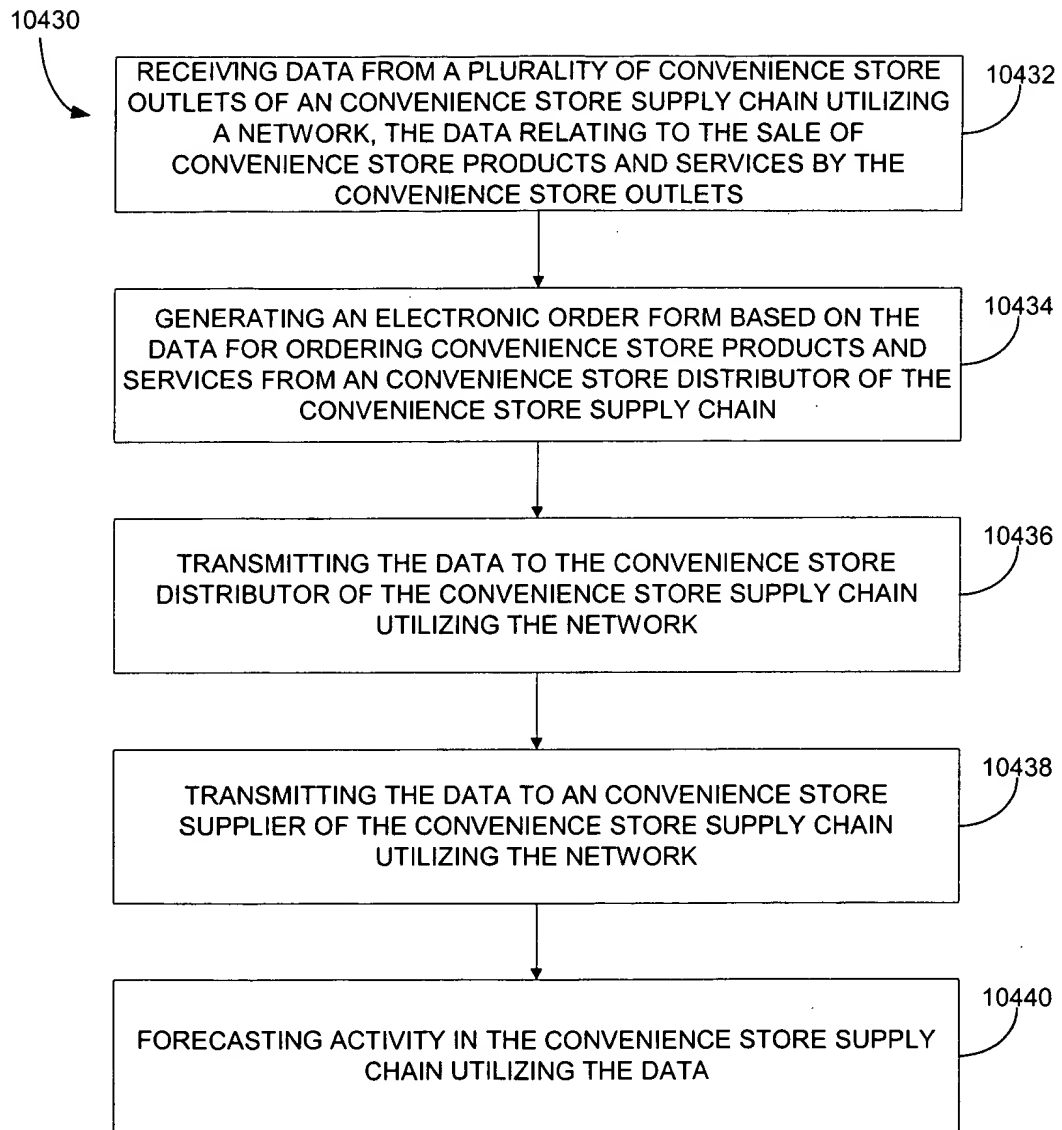 10430
RECEIVING DATA FROM A PLURALITY OF CONVENIENCE STORE
OUTLETS OF AN CONVENIENCE STORE SUPPLY CHAIN UTILIZING
A NETWORK, THE DATA RELATING TO THE SALE OF
CONVENIENCE STORE PRODUCTS AND SERVICES BY THE
CONVENIENCE STORE OUTLETS
10432
GENERATING AN ELECTRONIC ORDER FORM BASED ON THE
DATA FOR ORDERING CONVENIENCE STORE PRODUCTS AND
SERVICES FROM AN CONVENIENCE STORE DISTRIBUTOR OF THE
CONVENIENCE STORE SUPPLY CHAIN
10434
TRANSMITTING THE DATA TO THE CONVENIENCE STORE
DISTRIBUTOR OF THE CONVENIENCE STORE SUPPLY CHAIN
UTILIZING THE NETWORK
10436
TRANSMITTING THE DATA TO AN CONVENIENCE STORE
SUPPLIER OF THE CONVENIENCE STORE SUPPLY CHAIN
UTILIZING THE NETWORK
10438
FORECASTING ACTIVITY IN THE CONVENIENCE STORE SUPPLY
CHAIN UTILIZING THE DATA
10440